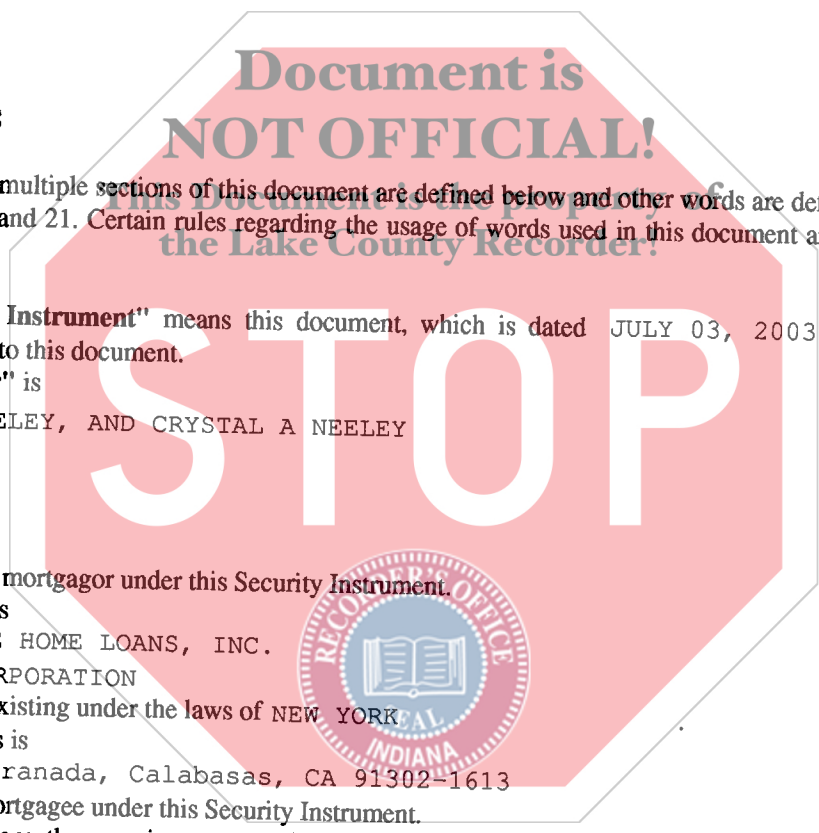 Document is
NOT OFFICIAL!
multiple sections of this document are defined below and other words are
This Document is the property of
and 21. Certain rules regarding the usage of words used in this document
the Lake County Recorder!
Instrument" means this document, which is dated JULY 03, 2003
to this document.
" is
ELEY, AND CRYSTAL A NEELEY
STOP
mortgagor under this Security Instrument.
s
HOME LOANS, INC.
RPORATION
xisting under the laws of NEW YORK
s is
ranada, Calabasas, CA 91302-1613
ortgagee under this Security Instrument.
RECORDER'S OFFICE
SEAL
INDIANA